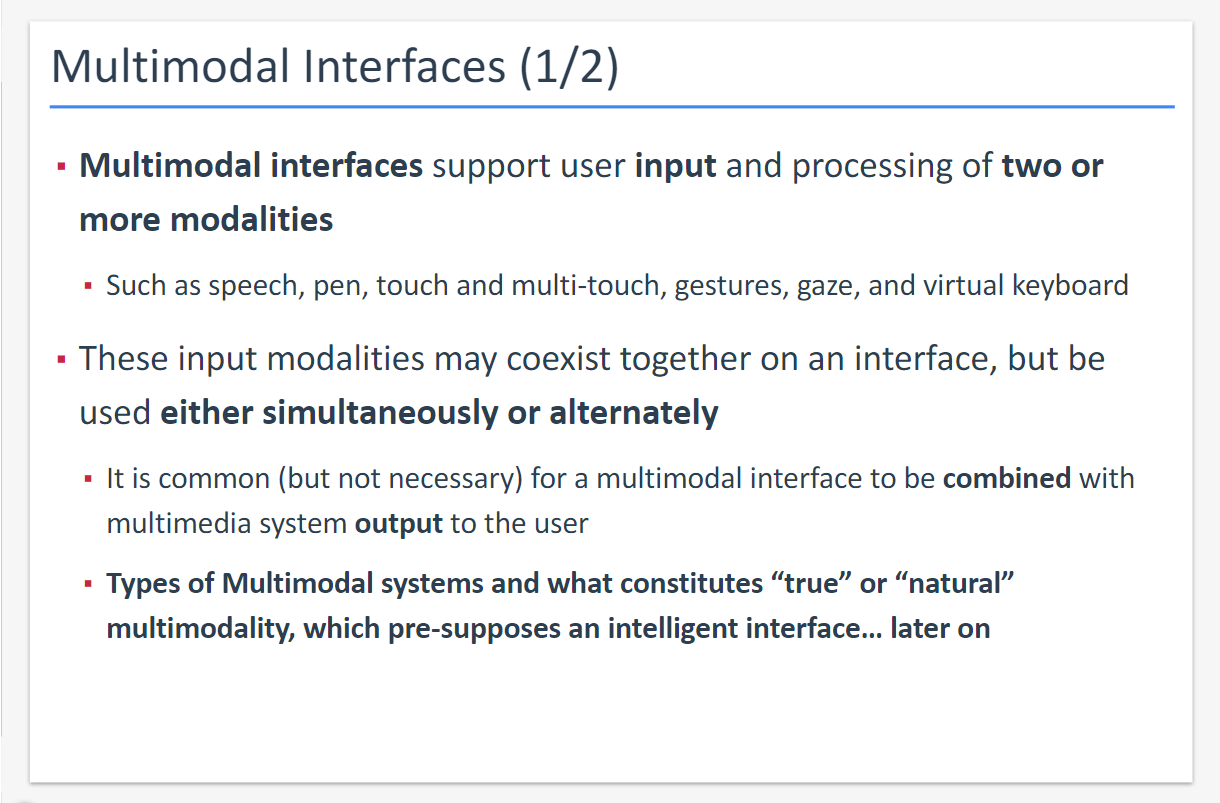 Multimodal Interfaces (1/2)
▪ Multimodal interfaces support user input and processing of two or
more modalities
▪ Such as speech, pen, touch and multi-touch, gestures, gaze, and virtual keyboard
▪ These input modalities may coexist together on an interface, but be
used either simultaneously or alternately
▪ It is common (but not necessary) for a multimodal interface to be combined with
multimedia system output to the user
▪ Types of Multimodal systems and what constitutes “true” or “natural”
multimodality, which pre-supposes an intelligent interface… later on